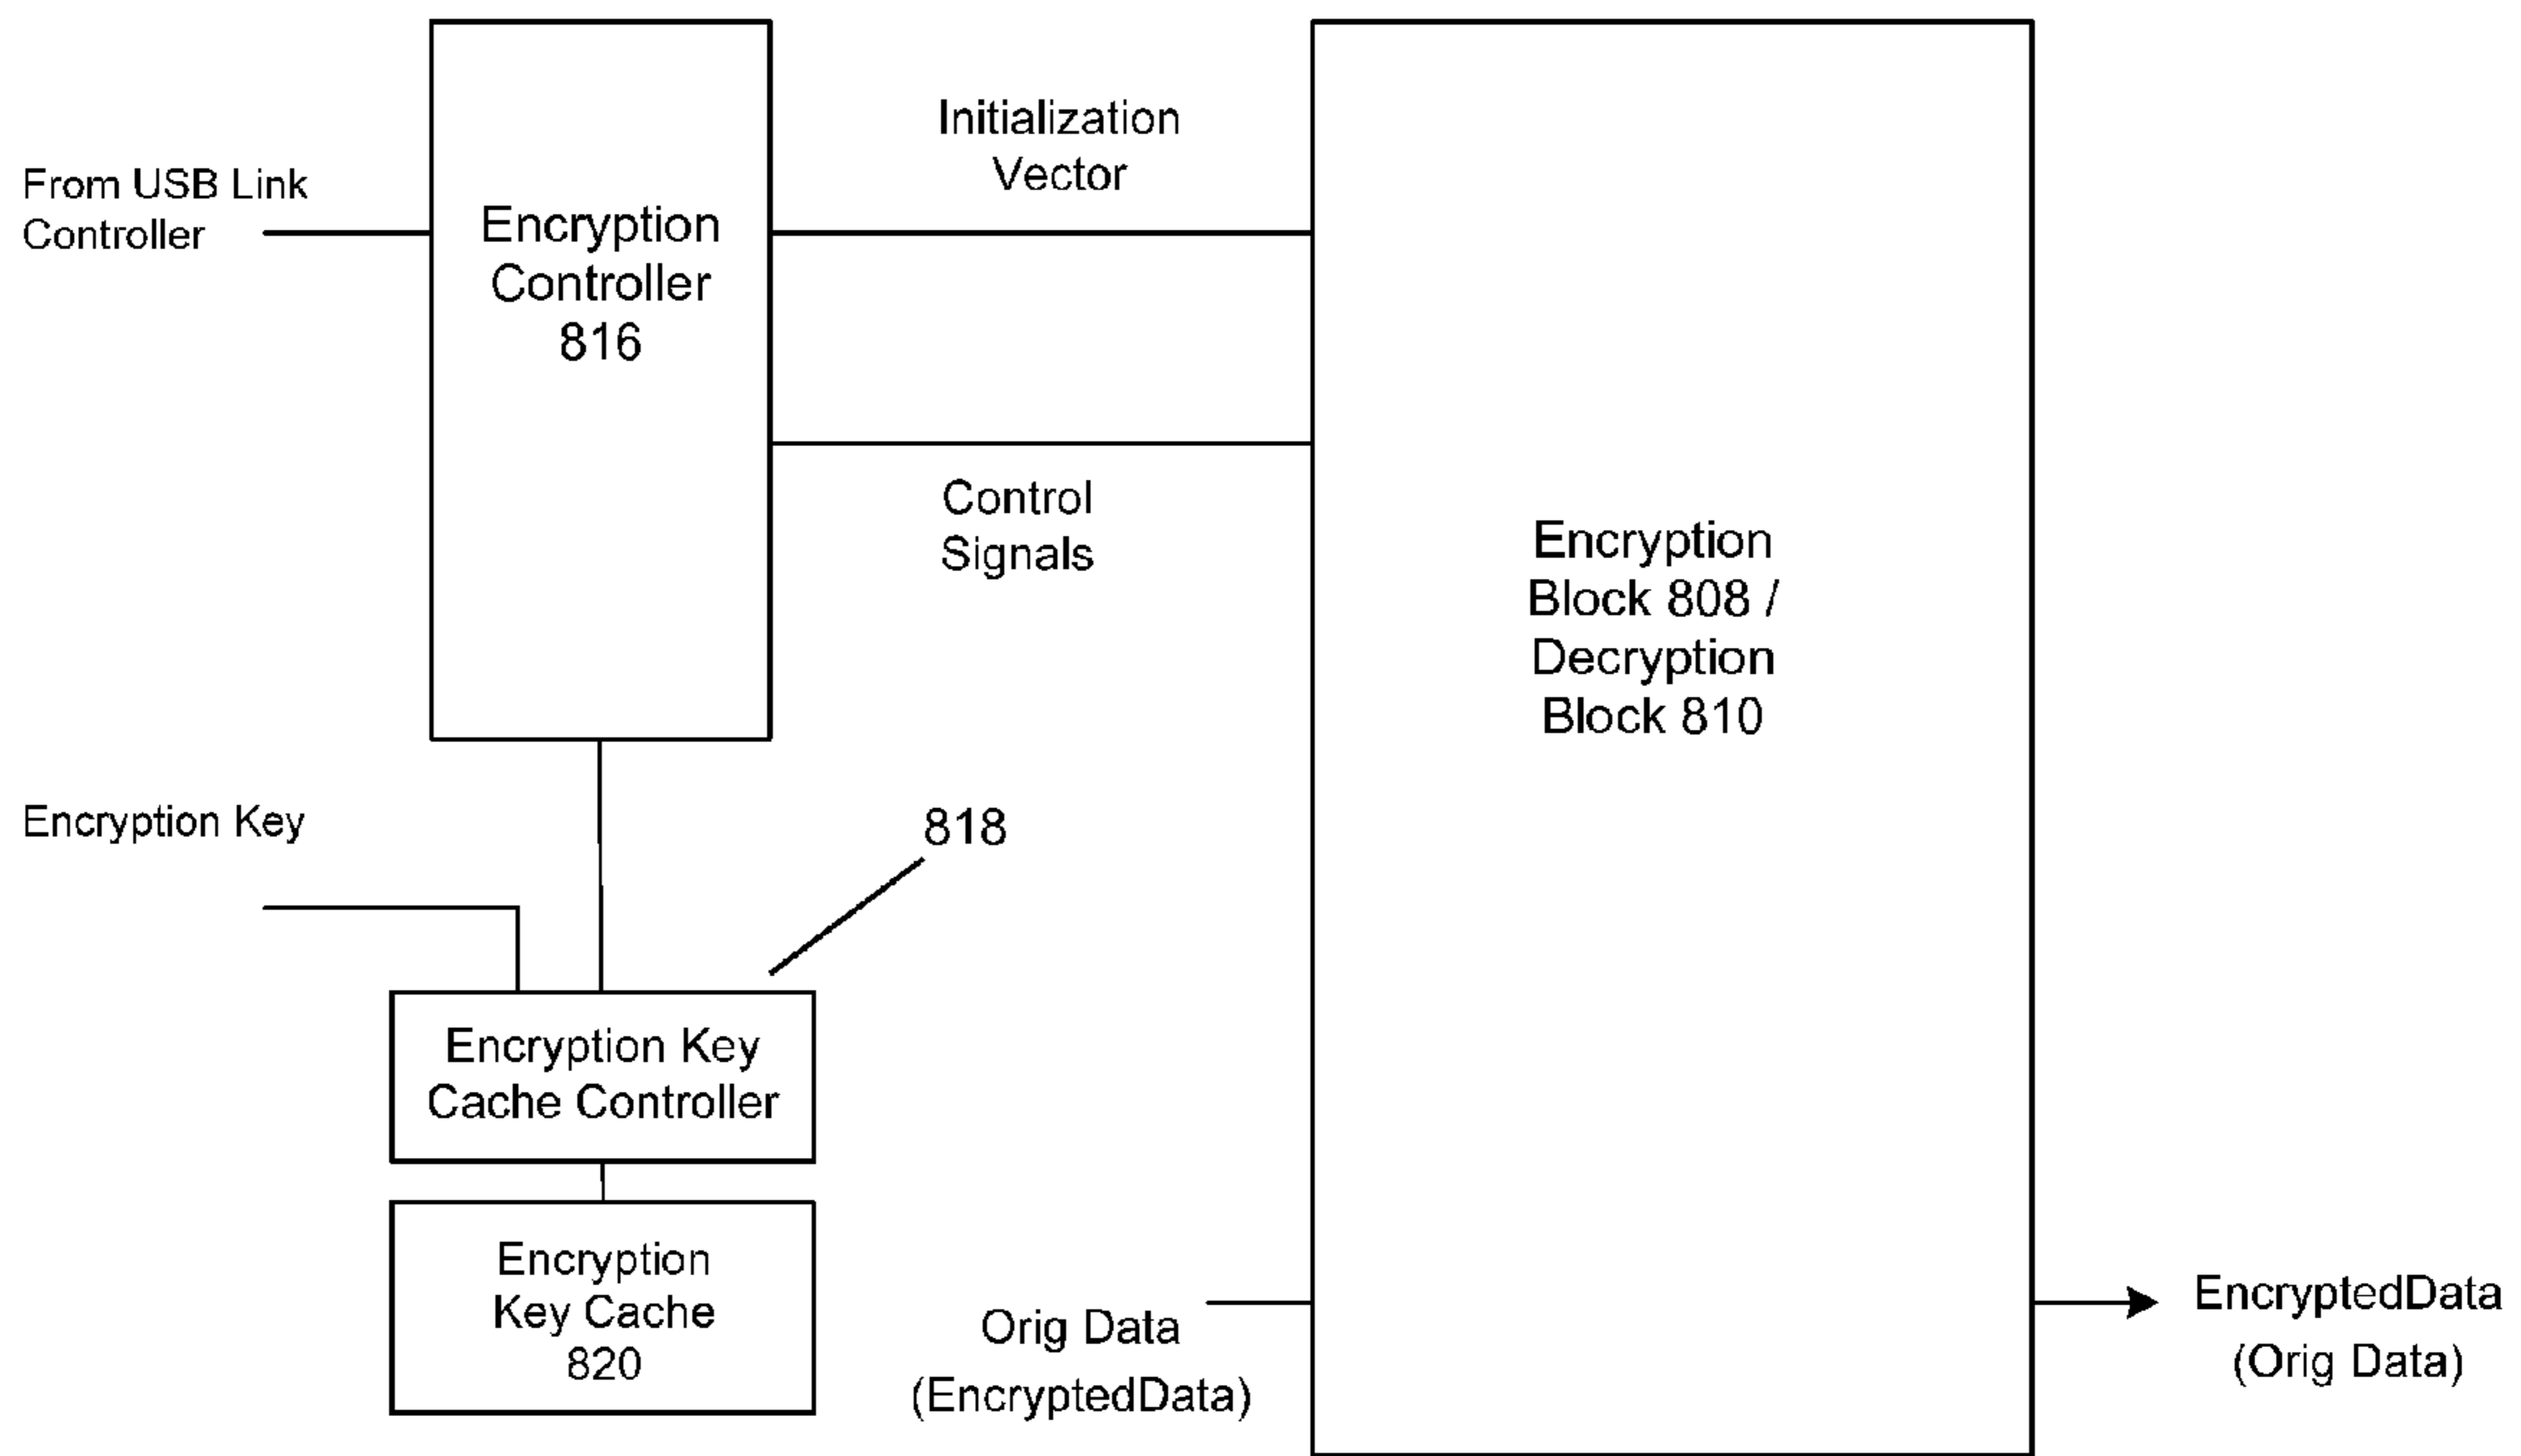 From USB Link
Controller
Encryption
Controller
816
Initialization
Vector
Control
Signals
Encryption
Block 808 /
Decryption
Block 810
Encryption Key
818
Encryption Key
Cache Controller
Encryption
Key Cache
820
Orig Data
(EncryptedData)
EncryptedData
(Orig Data)